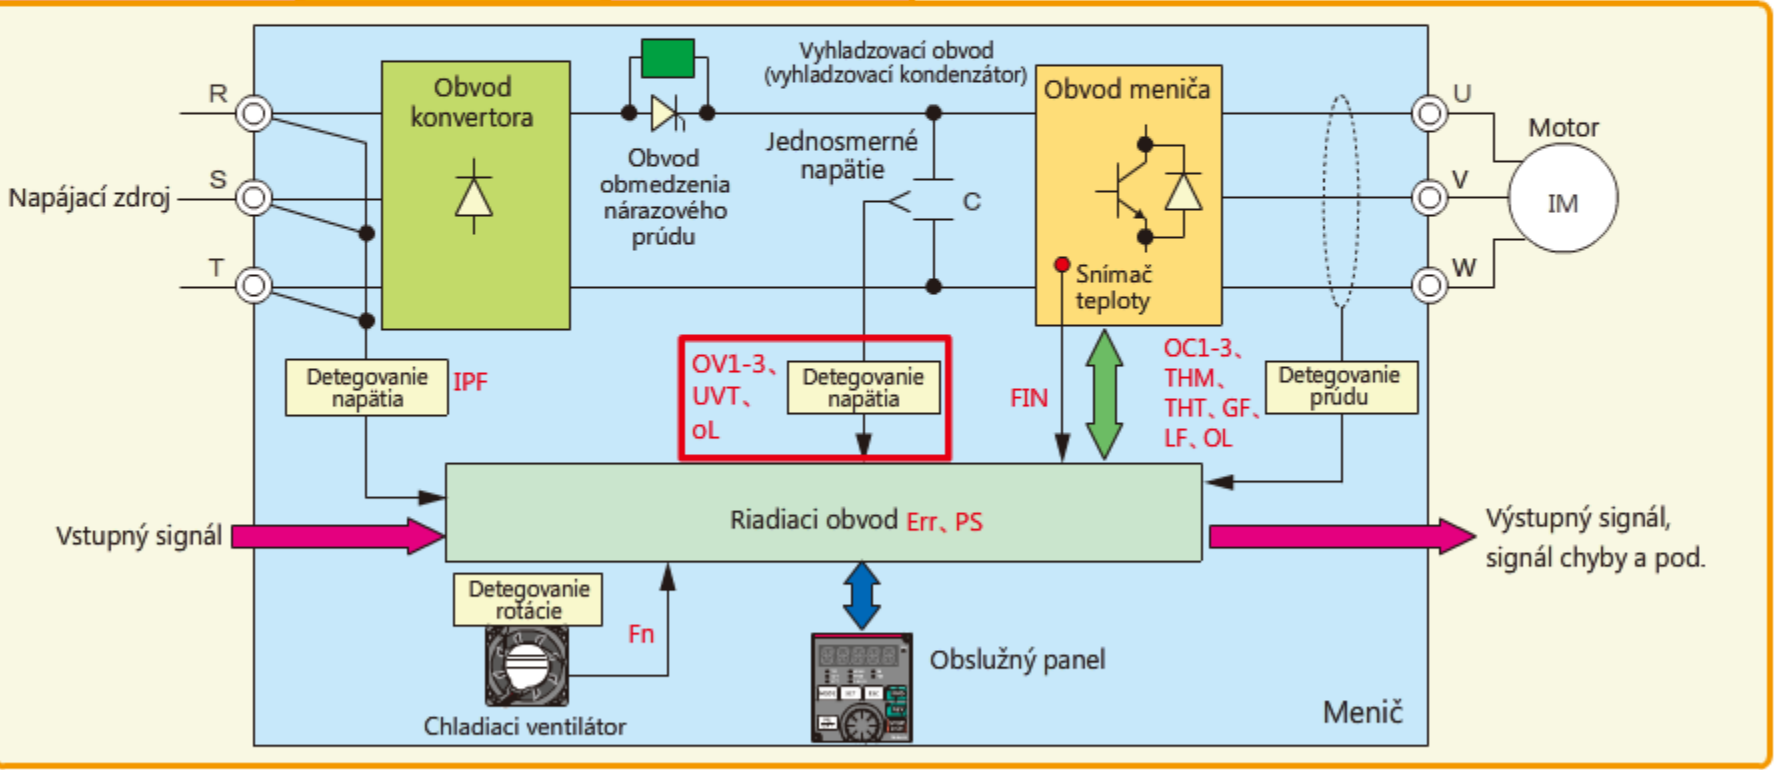 Vyhladzovací obvod
(vyhladzovací kondenzátor)
Obvod
konvertora
Obvod meniča
R
U
Motor
Jednosmerné
napätie
Obvod
obmedzenia
nárazového
prúdu
S
V
Napájací zdroj
C
IM
T
W
Snímač
teploty
Detegovanie
napätia
IPF
OV1-3、
UVT、
oL
Detegovanie
napätia
FIN
OC1-3、
THM、
THT、GF、
LF、OL
Detegovanie
prúdu
Vstupný signál
Riadiaci obvod Err、PS
Výstupný signál,
signál chyby a pod.
Detegovanie
rotácie
Fn
Obslužný panel
Chladiaci ventilátor
Menič